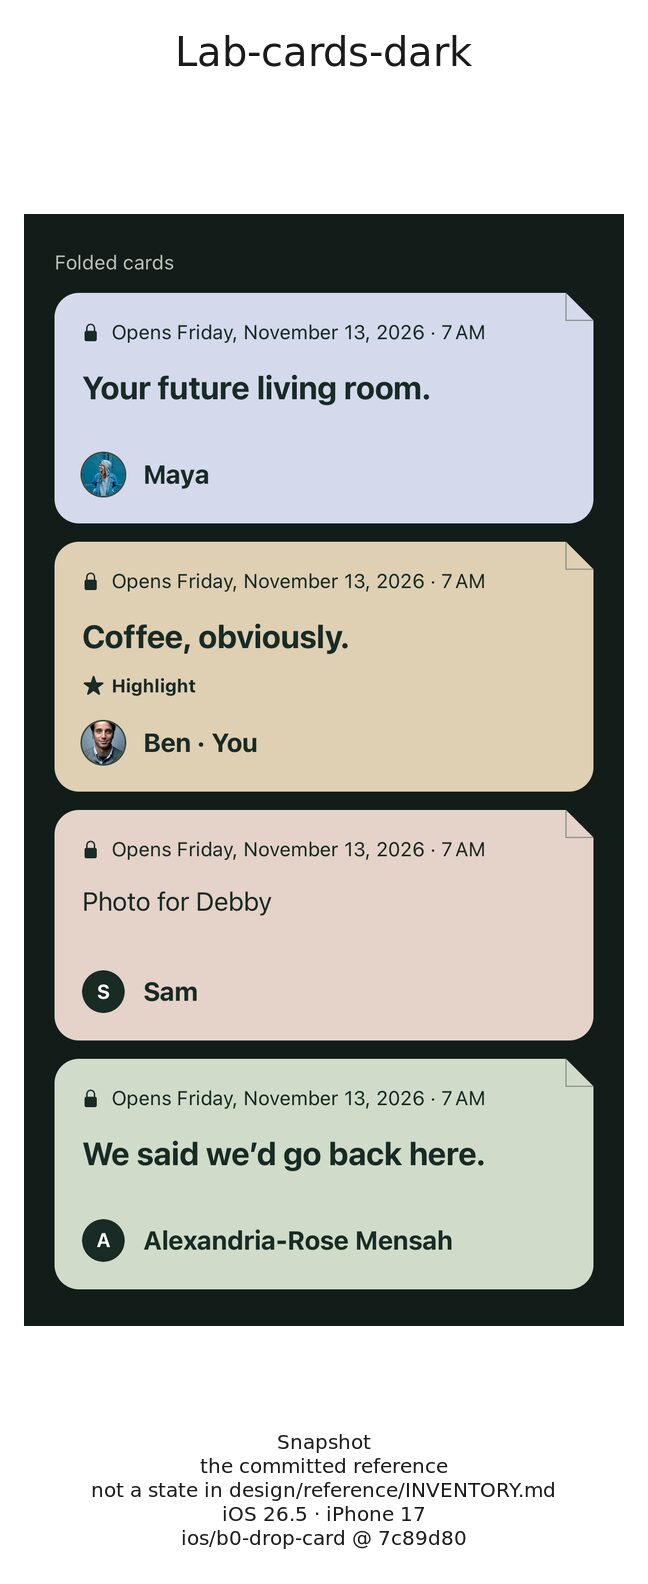 Lab-cards-dark
Folded cards
Opens Friday, November 13, 2026 · 7 AM
Your future living room.
Maya
Opens Friday, November 13, 2026 · 7 AM
Coffee, obviously.
Highlight
Ben · You
Opens Friday, November 13, 2026 · 7 AM
Photo for Debby
S Sam
Opens Friday, November 13, 2026 · 7 AM
We said we’d go back here.
A Alexandria-Rose Mensah
Snapshot
the committed reference
not a state in design/reference/INVENTORY.md
iOS 26.5 · iPhone 17
ios/b0-drop-card @ 7c89d80